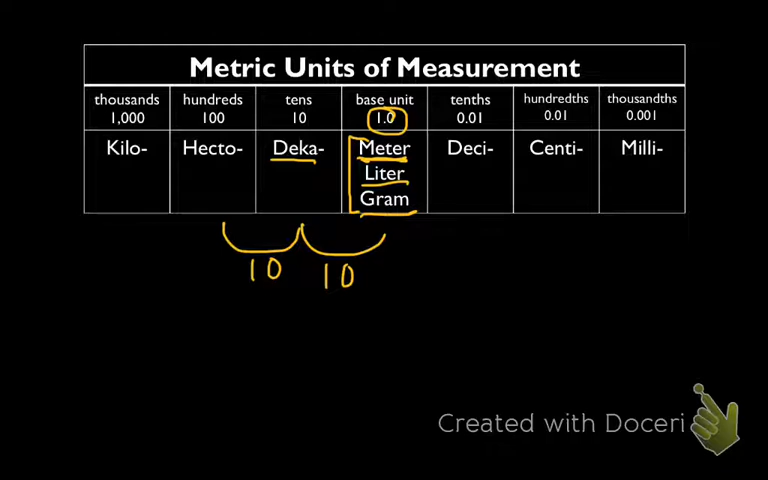 Metric Units of Measurement
thousands hundreds tens base unit tenths hundredths thousandths
1,000 100 10 1.0 0.01 0.01 0.001
Kilo- Hecto- Deka- Meter Deci- Centi- Milli-
Liter
Gram
10 10
Created with Doceri